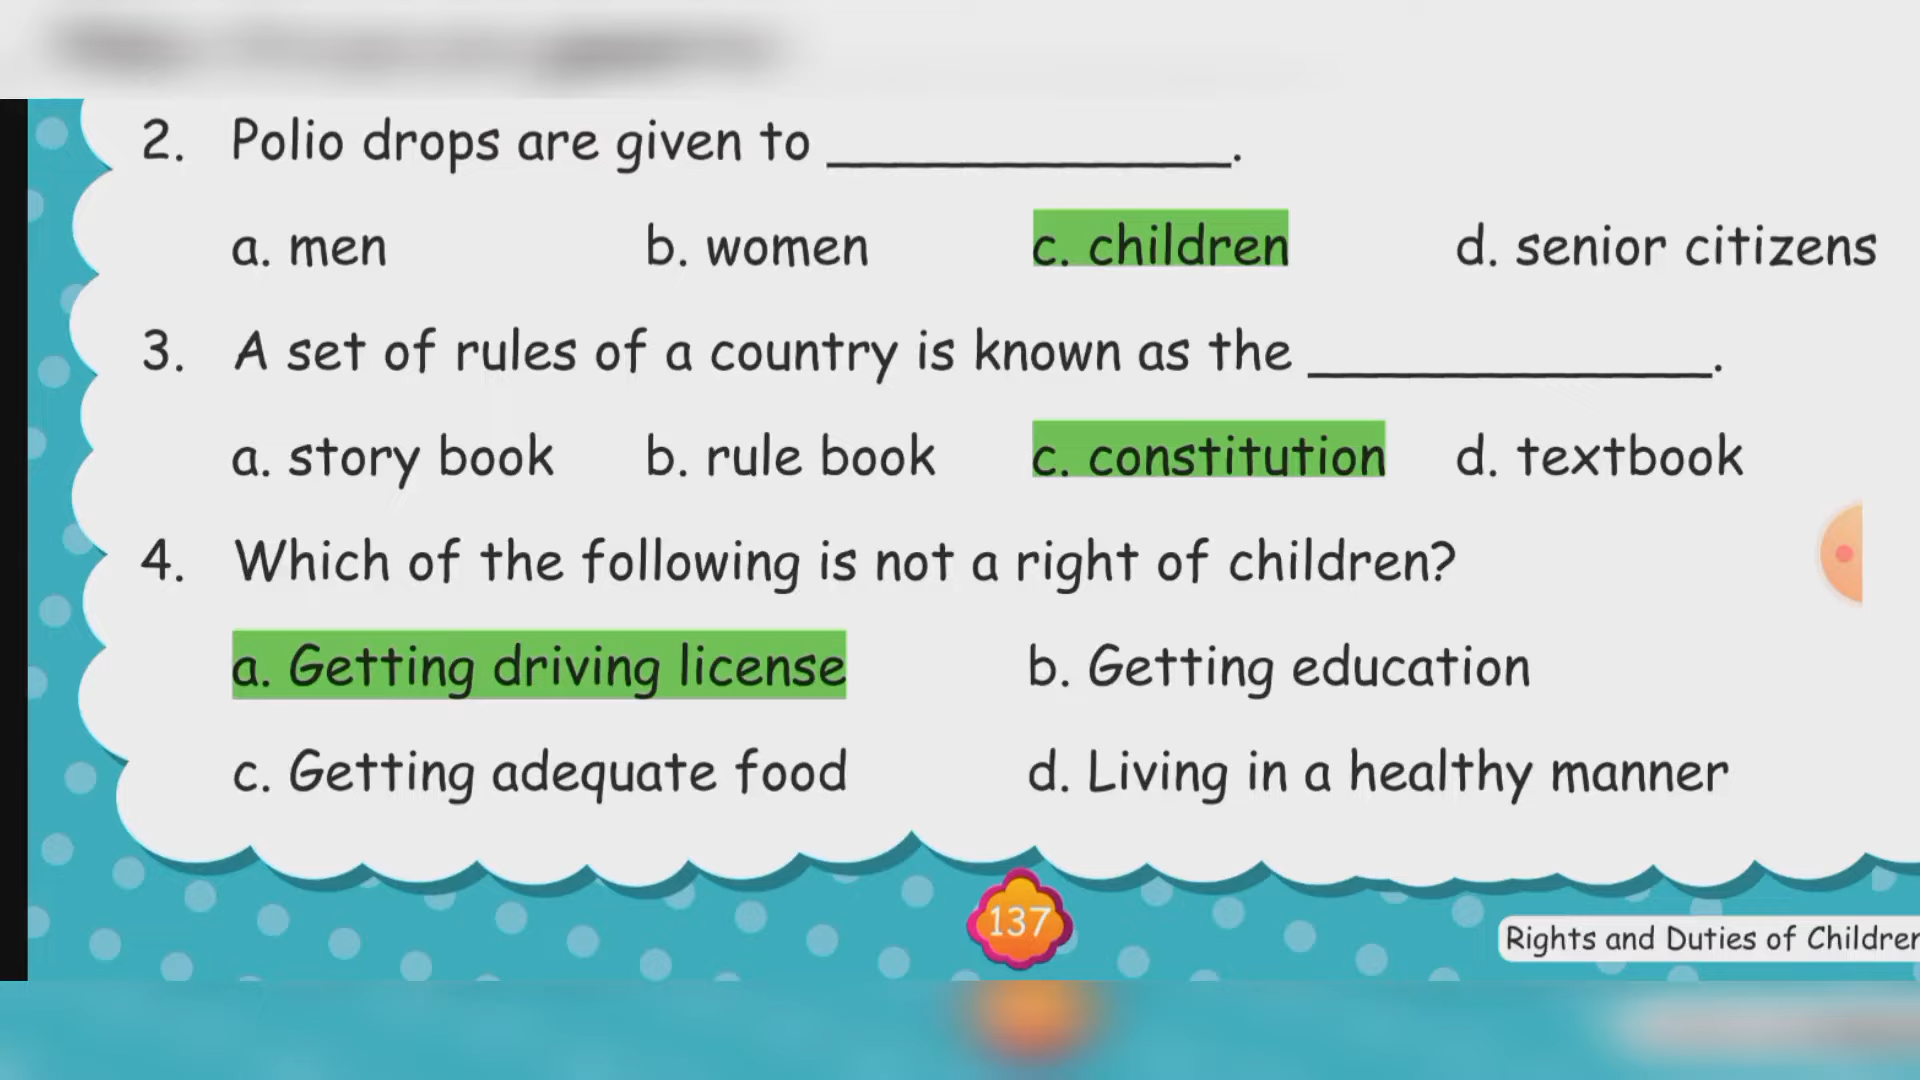 2. Polio drops are given to ______________.
a. men b. women c. children d. senior citizens
3. A set of rules of a country is known as the ______________.
a. story book b. rule book c. constitution d. textbook
4. Which of the following is not a right of children?
a. Getting driving license b. Getting education
c. Getting adequate food d. Living in a healthy manner
137
Rights and Duties of Children